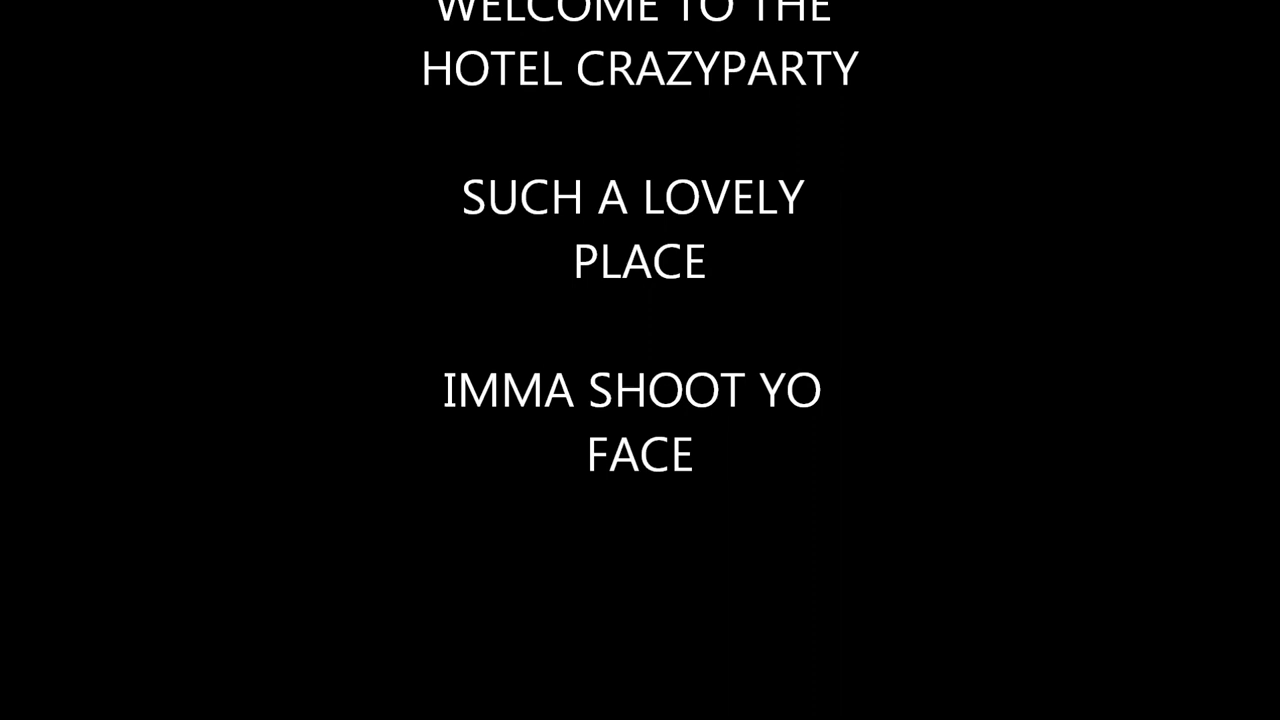 WELCOME TO THE
HOTEL CRAZYPARTY
SUCH A LOVELY
PLACE
IMMA SHOOT YO
FACE